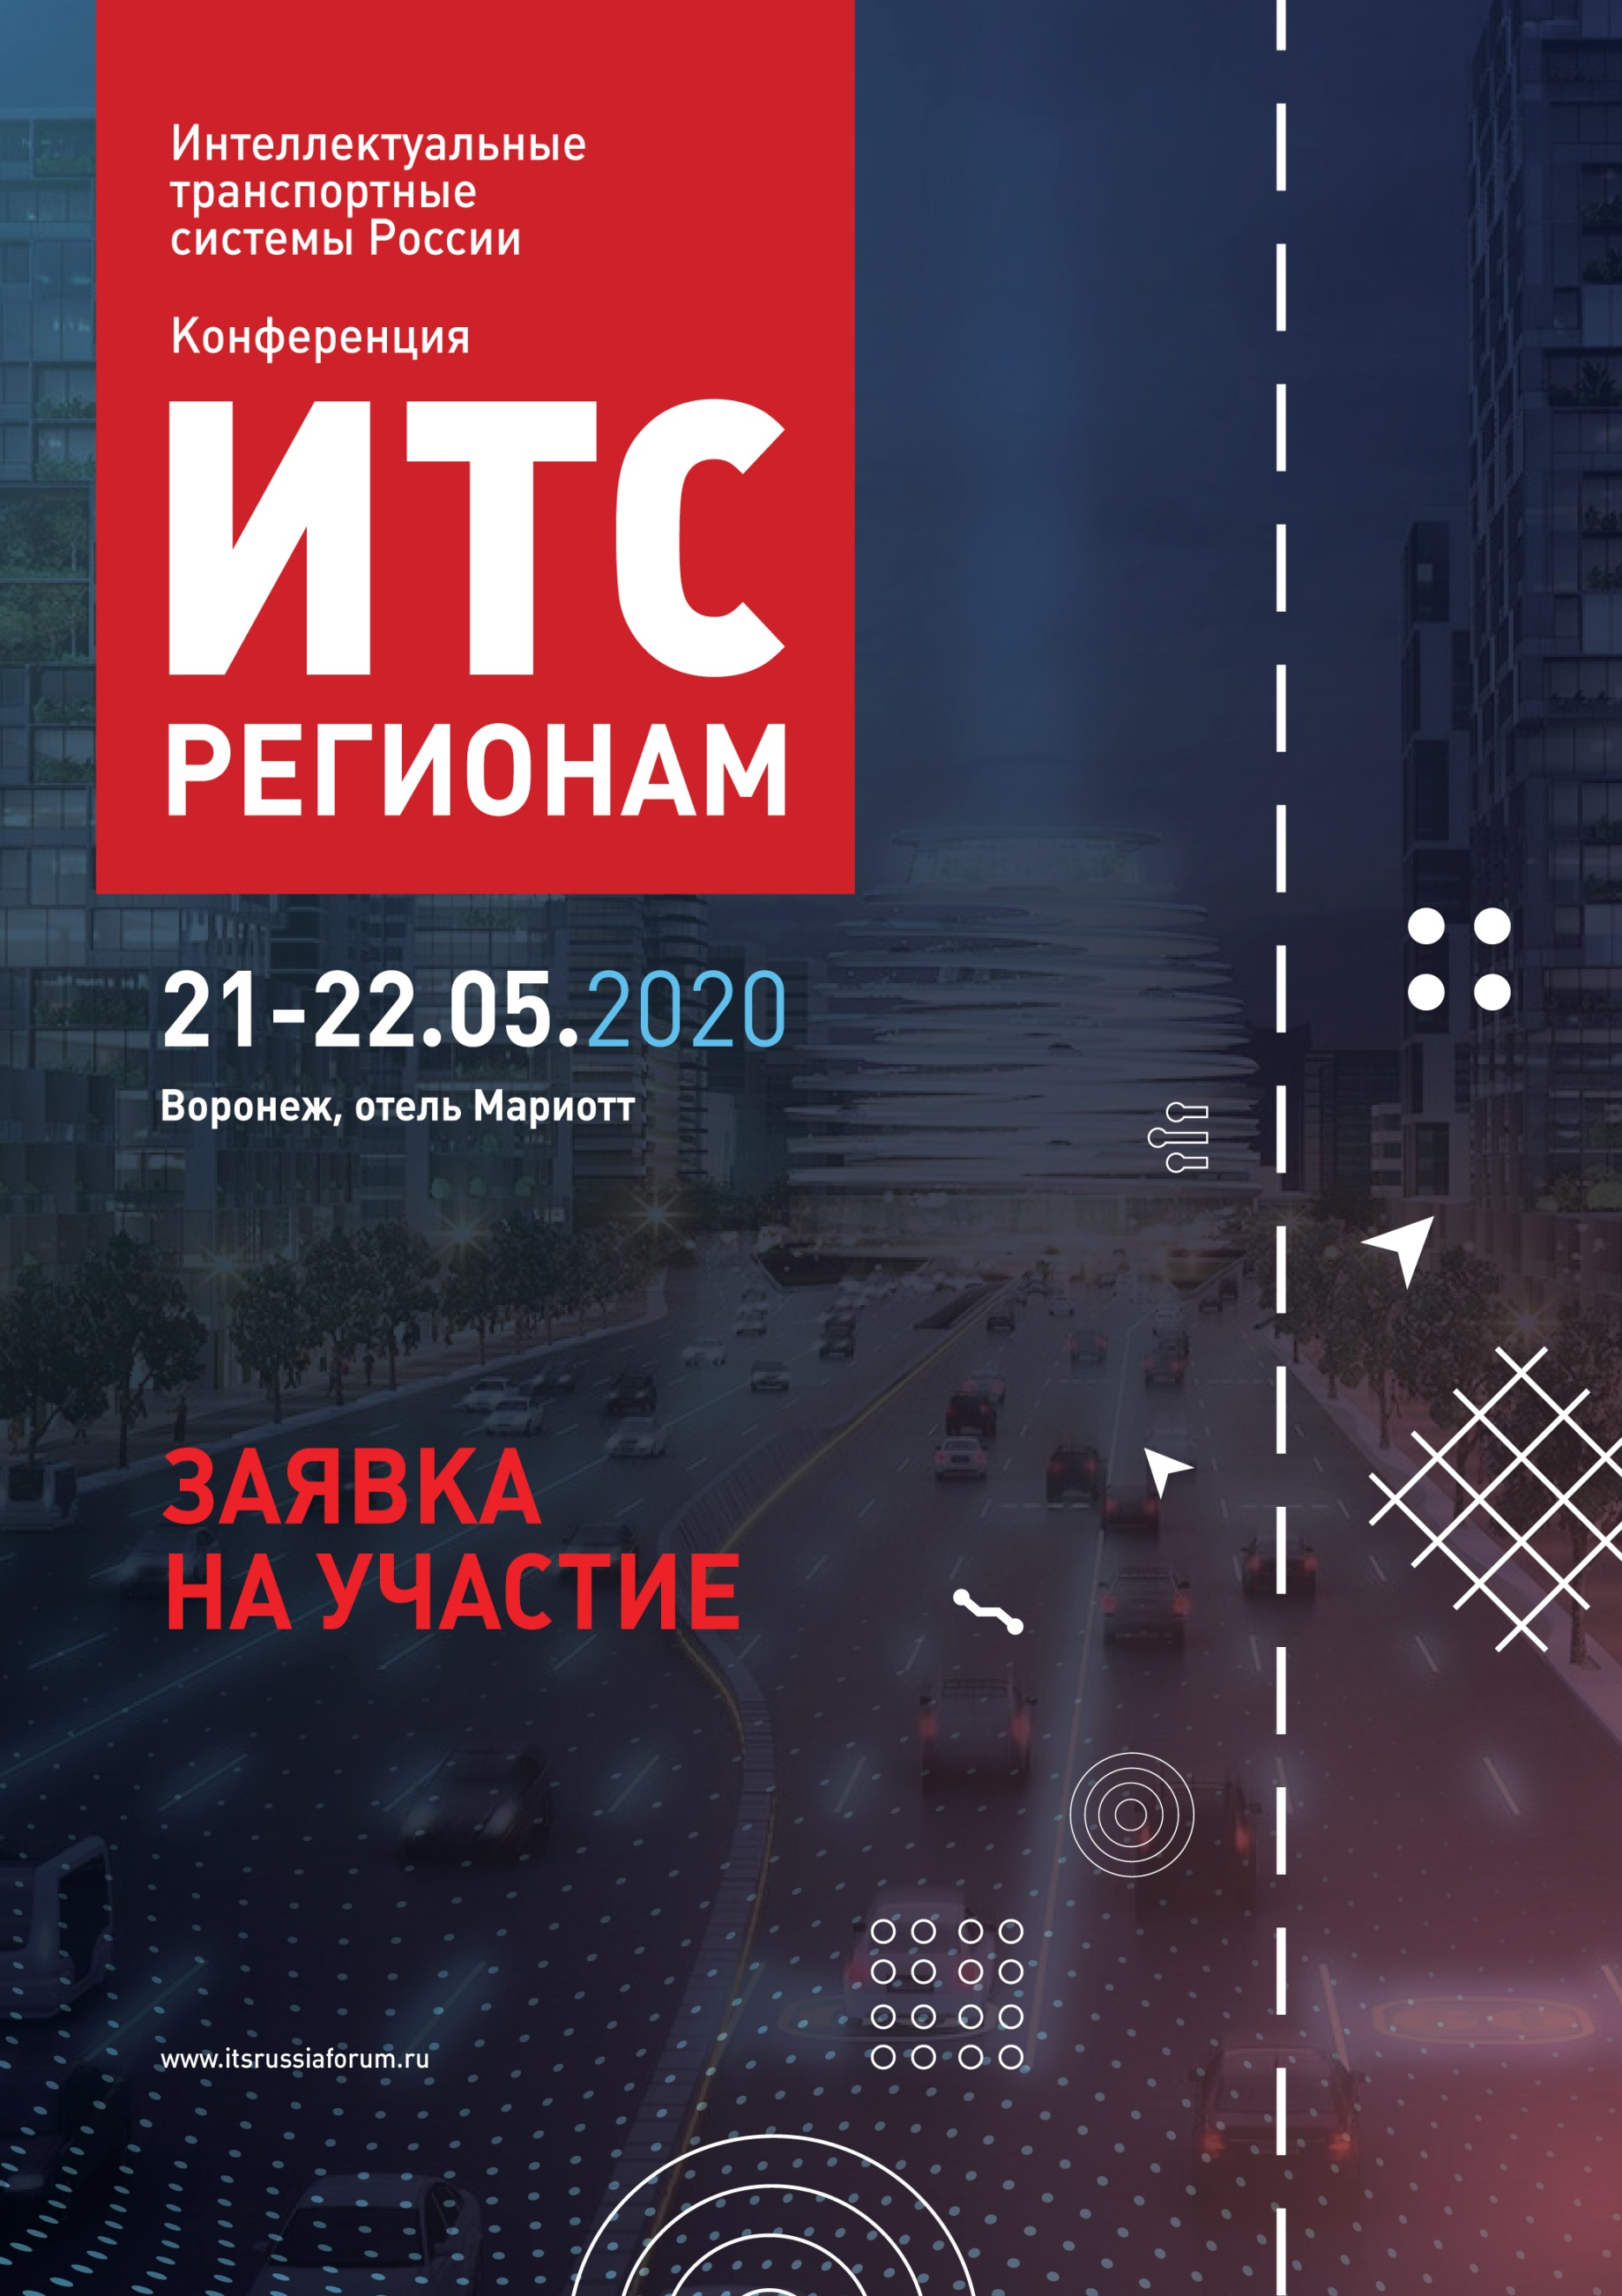 Интеллектуальные
транспортные
системы России
Конференция
ИТС
РЕГИОНАМ
21-22.05.2020
Воронеж, отель Мариотт
ЗАЯВКА
НА УЧАСТИЕ
www.itsrussiaforum.ru